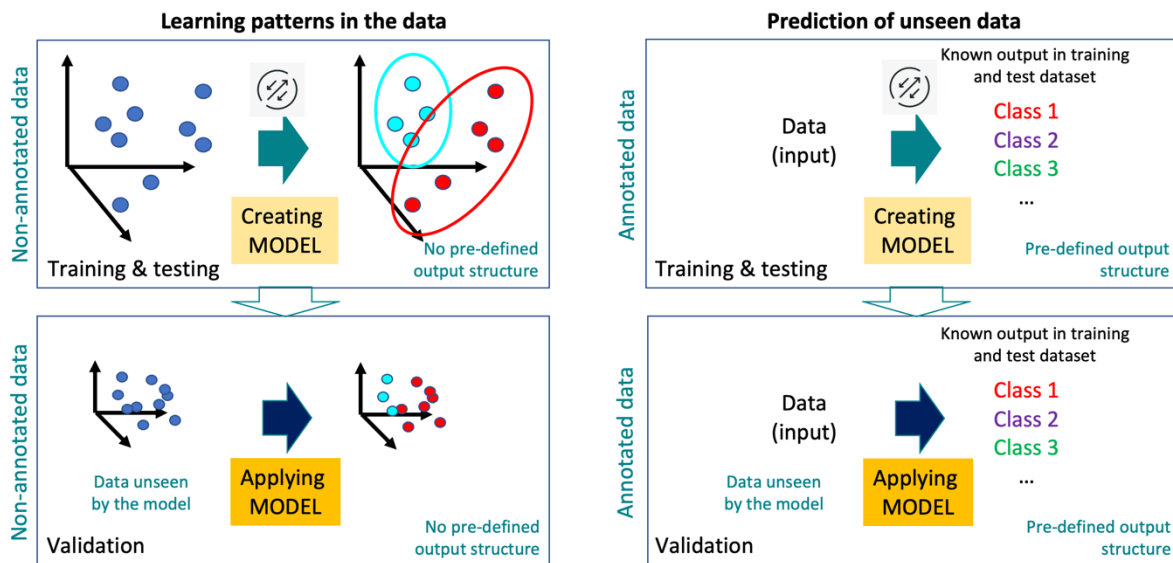 Learning patterns in the data
Non-annotated data
Creating
MODEL
No pre-defined
output structure
Training & testing
Non-annotated data
Data unseen
by the model
Applying
MODEL
No pre-defined
output structure
Validation
Prediction of unseen data
Annotated data
Known output in training
and test dataset
Data
(input)
Class 1
Class 2
Class 3
...
Creating
MODEL
Pre-defined output
structure
Training & testing
Annotated data
Known output in training
and test dataset
Data
(input)
Class 1
Class 2
Class 3
...
Data unseen
by the model
Applying
MODEL
Pre-defined output
structure
Validation